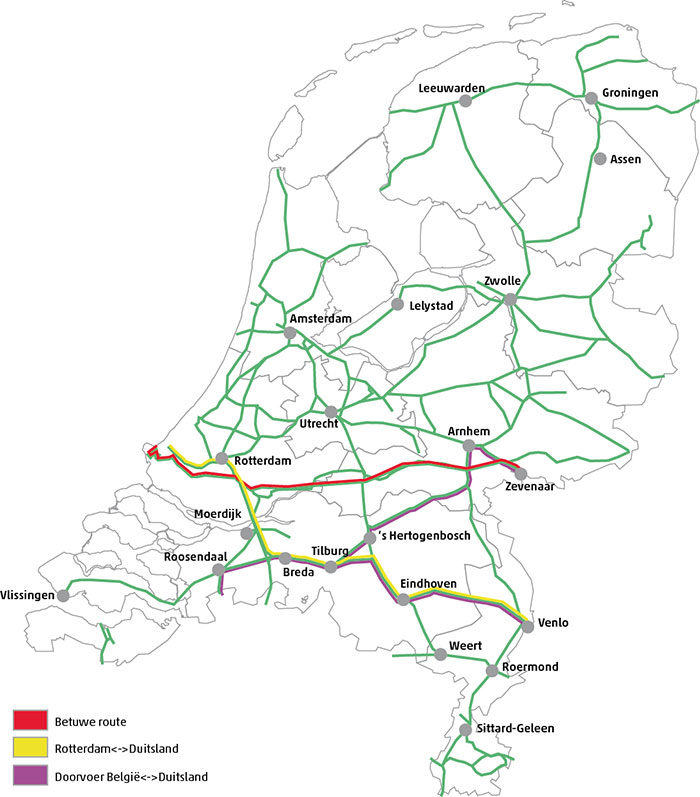 Leeuwarden
Groningen
Assen
Zwolle
Lelystad
Amsterdam
Utrecht
Arnhem
Rotterdam
Zevenaar
Moerdijk
's Hertogenbosch
Tilburg
Roosendaal
Breda
Eindhoven
Vlissingen
Venlo
Weert
Roermond
Sittard-Geleen
Betuwe route
Rotterdam<->Duitsland
Doorvoer België<->Duitsland